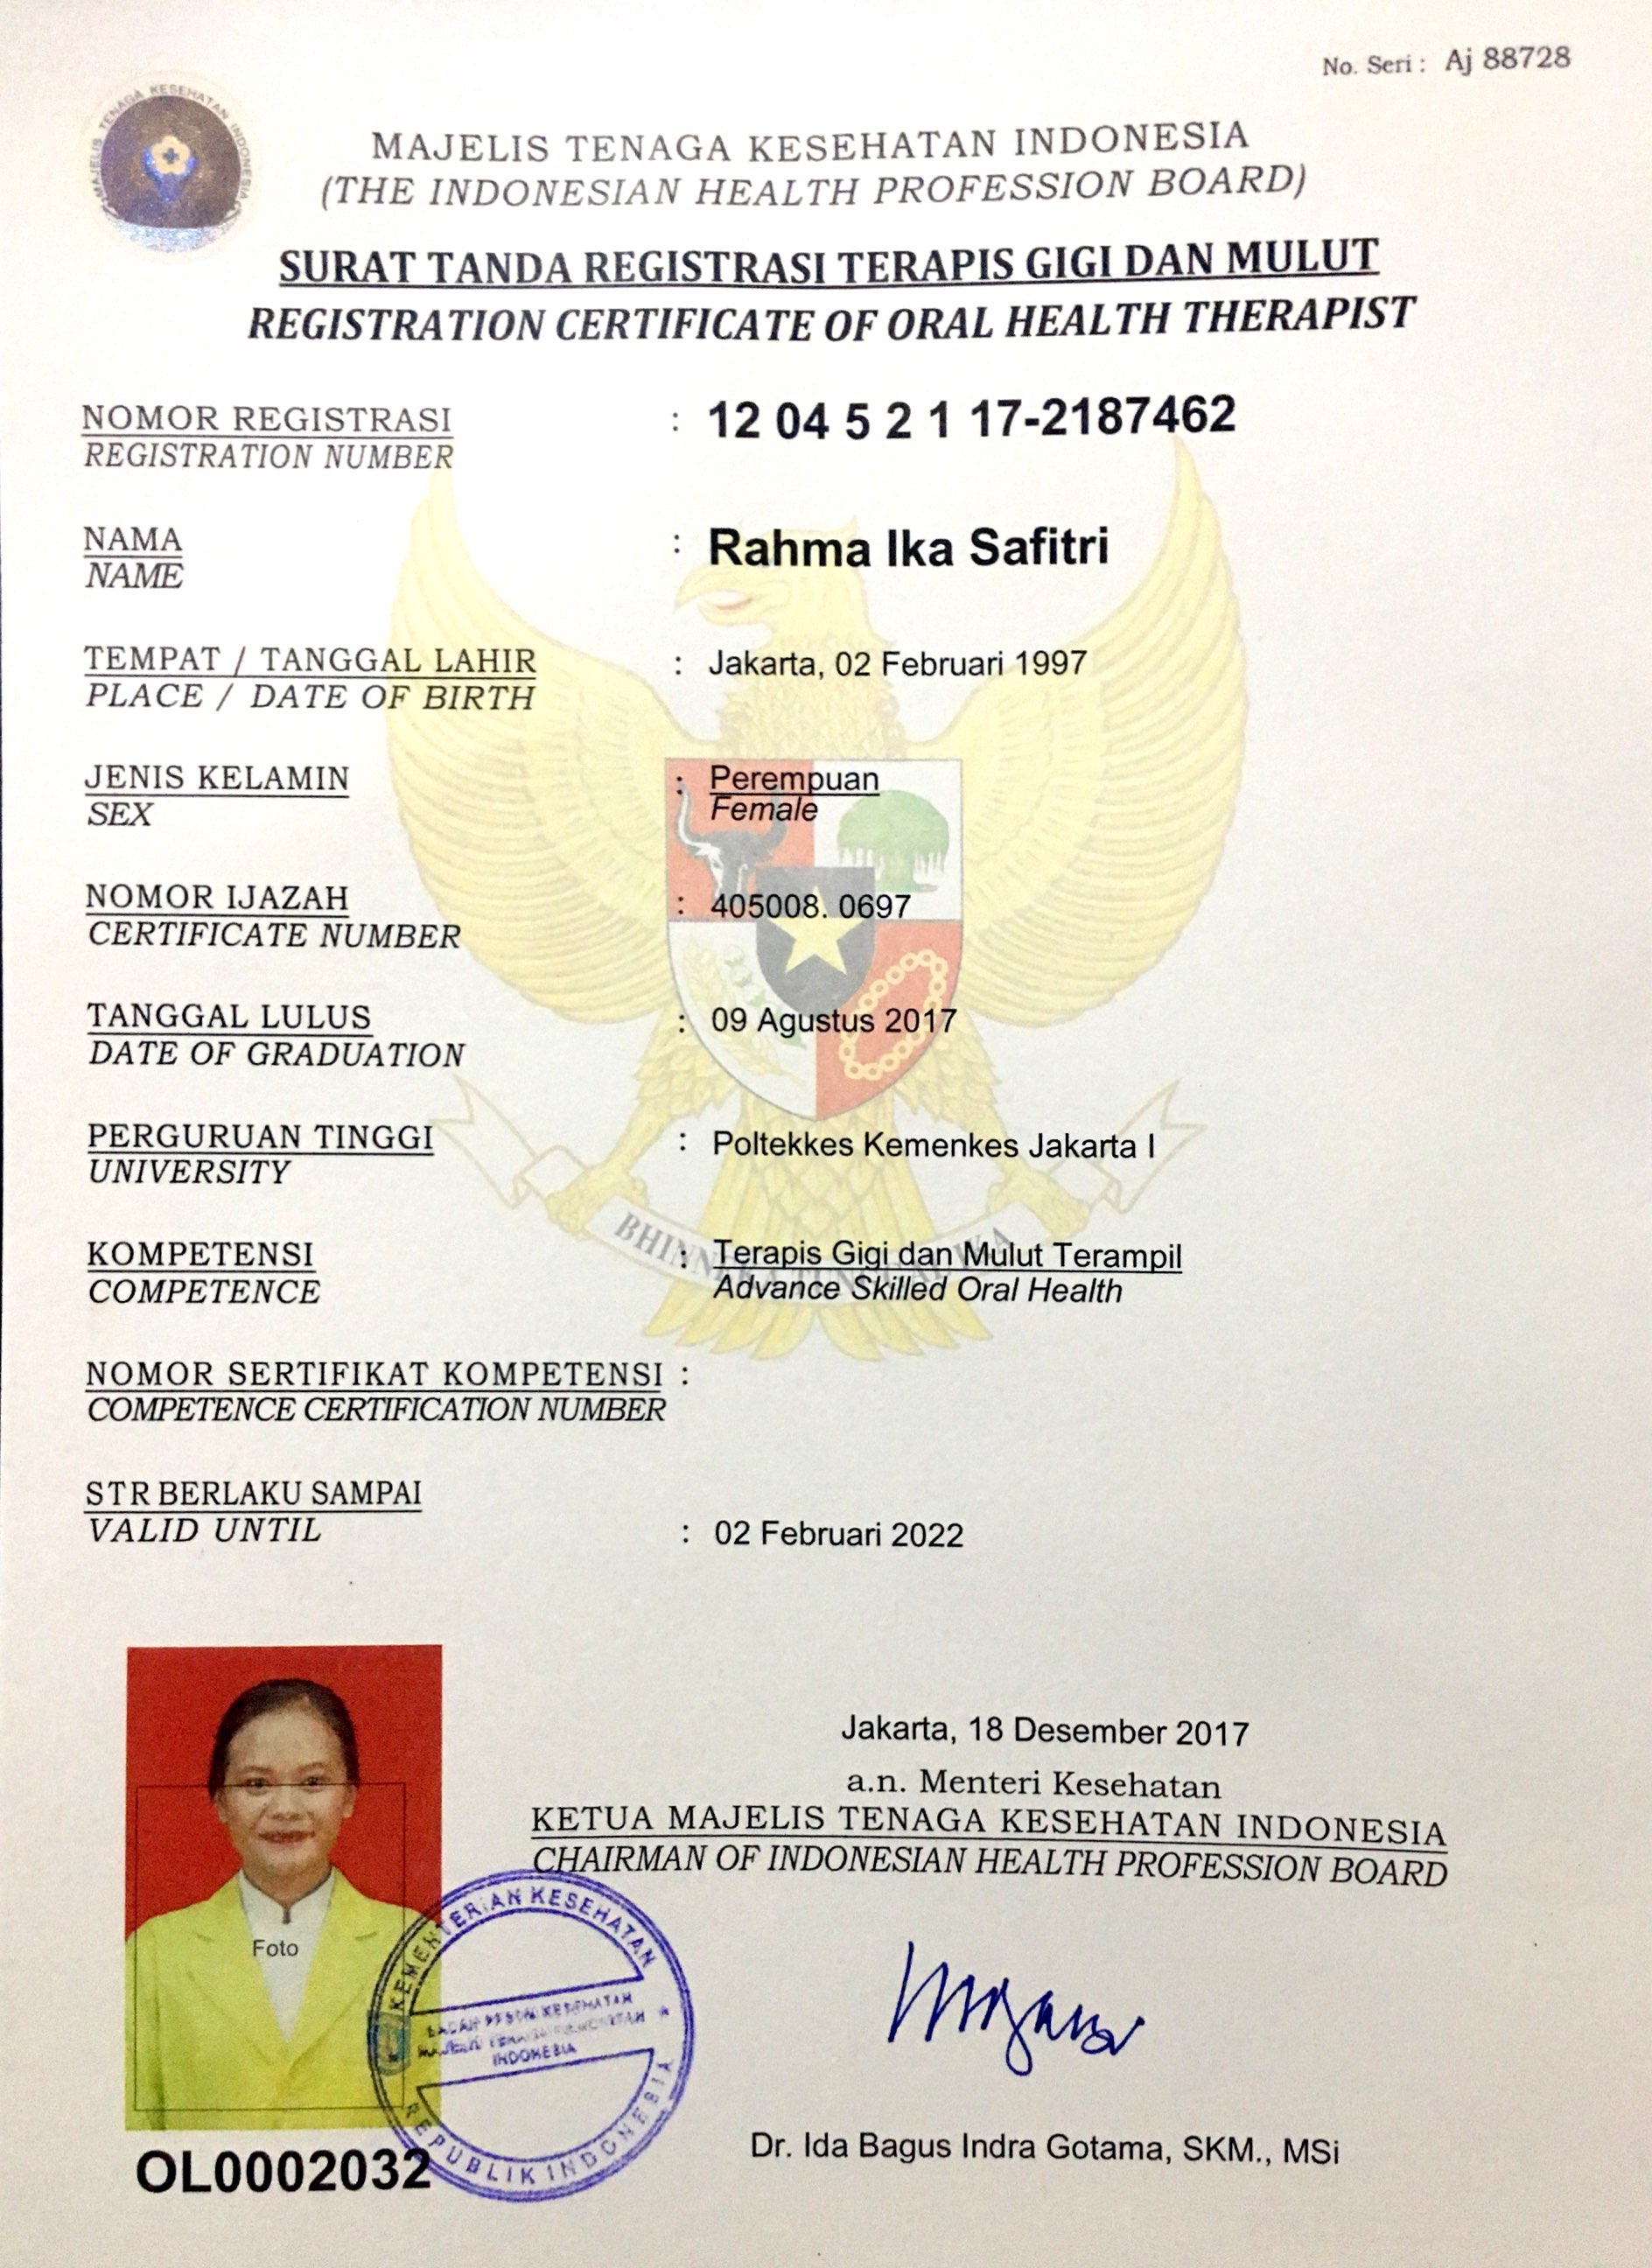 No. Seri : Aj 88728
MAJELIS TENAGA KESEHATAN INDONESIA
MAJELIS TENAGA KESEHATAN INDONESIA
(THE INDONESIAN HEALTH PROFESSION BOARD)
SURAT TANDA REGISTRASI TERAPIS GIGI DAN MULUT
REGISTRATION CERTIFICATE OF ORAL HEALTH THERAPIST
NOMOR REGISTRASI : 12 04 5 2 1 17-2187462
REGISTRATION NUMBER
NAMA : Rahma Ika Safitri
NAME
TEMPAT / TANGGAL LAHIR : Jakarta, 02 Februari 1997
PLACE / DATE OF BIRTH
JENIS KELAMIN : Perempuan
SEX Female
NOMOR IJAZAH : 405008. 0697
CERTIFICATE NUMBER
TANGGAL LULUS : 09 Agustus 2017
DATE OF GRADUATION
PERGURUAN TINGGI : Poltekkes Kemenkes Jakarta I
UNIVERSITY
BHINNEKA TUNGGAL IKA
KOMPETENSI : Terapis Gigi dan Mulut Terampil
COMPETENCE Advance Skilled Oral Health
NOMOR SERTIFIKAT KOMPETENSI :
COMPETENCE CERTIFICATION NUMBER
STR BERLAKU SAMPAI
VALID UNTIL : 02 Februari 2022
Jakarta, 18 Desember 2017
a.n. Menteri Kesehatan
KETUA MAJELIS TENAGA KESEHATAN INDONESIA
CHAIRMAN OF INDONESIAN HEALTH PROFESSION BOARD
Foto
KEMENTERIAN KESEHATAN
INDONESIA
REPUBLIK INDONESIA
Dr. Ida Bagus Indra Gotama, SKM., MSi
OL0002032